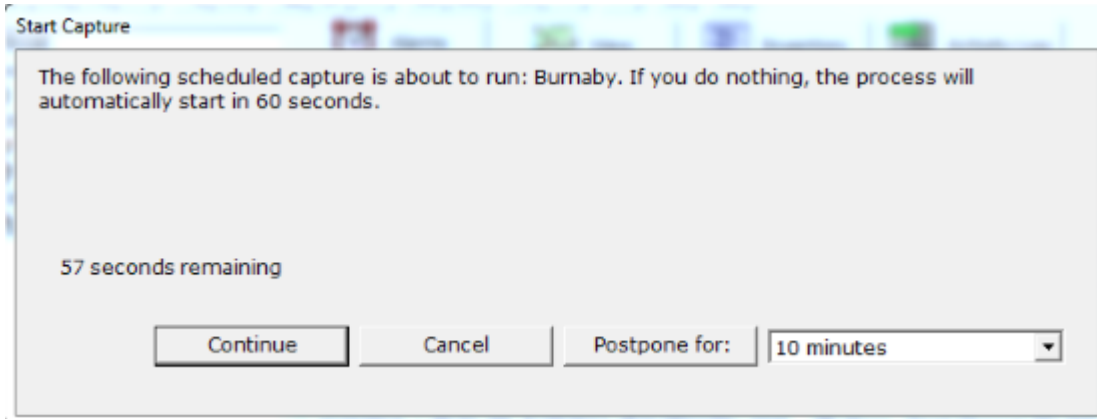 Start Capture
The following scheduled capture is about to run: Burnaby. If you do nothing, the process will
automatically start in 60 seconds.
57 seconds remaining
Continue
Cancel
Postpone for:
10 minutes